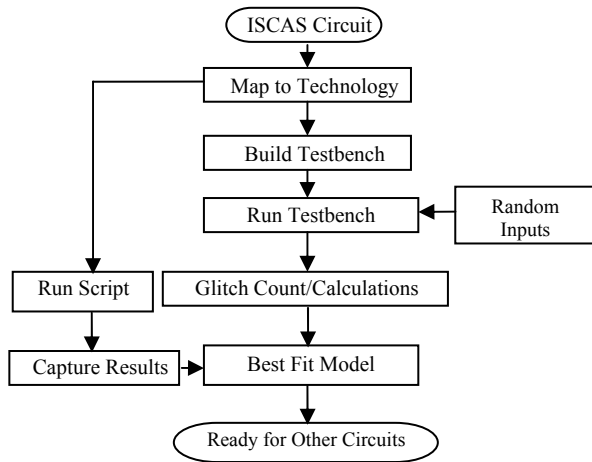 ISCAS Circuit
Map to Technology
Build Testbench
Run Testbench
Random
Inputs
Run Script
Glitch Count/Calculations
Capture Results
Best Fit Model
Ready for Other Circuits